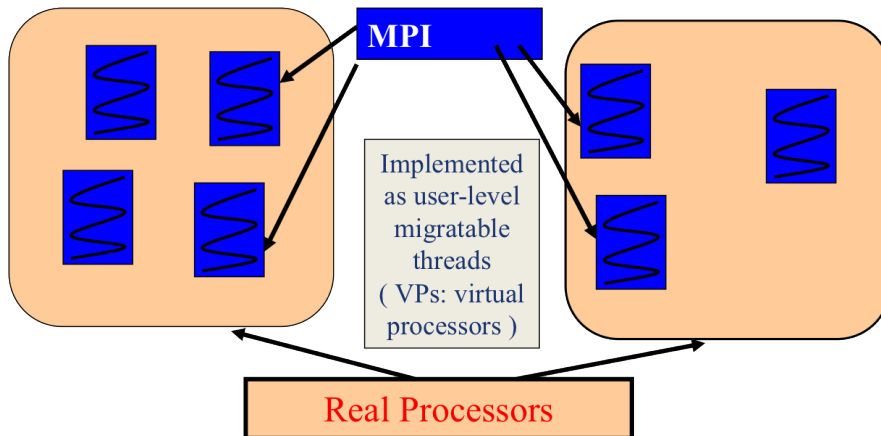 MPI
Implemented
as user-level
migratable
threads
( VPs: virtual
processors )
Real Processors